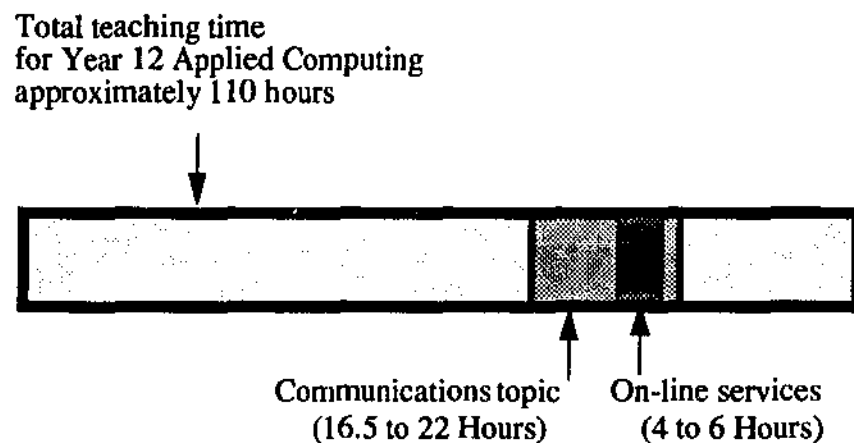 Total teaching time
for Year 12 Applied Computing
approximately 110 hours
Communications topic
(16.5 to 22 Hours)
On-line services
(4 to 6 Hours)